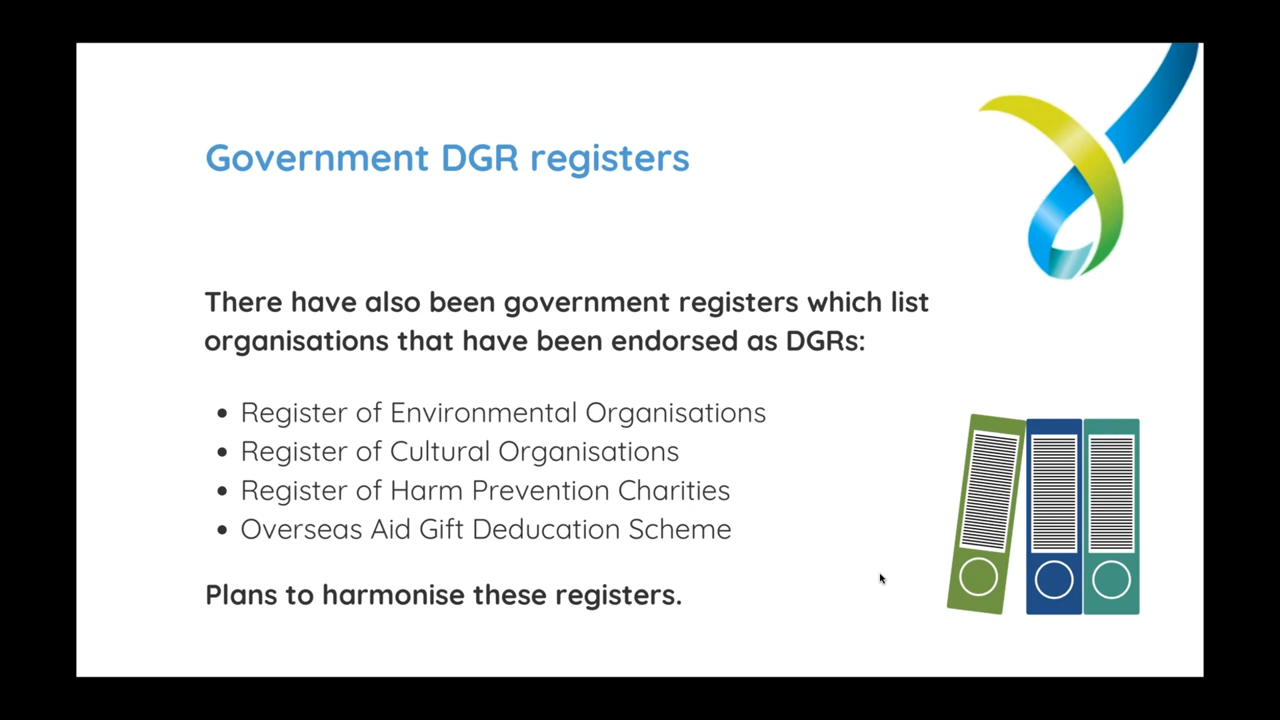 Government DGR registers
There have also been government registers which list
organisations that have been endorsed as DGRs:
• Register of Environmental Organisations
• Register of Cultural Organisations
• Register of Harm Prevention Charities
• Overseas Aid Gift Deducation Scheme
Plans to harmonise these registers.